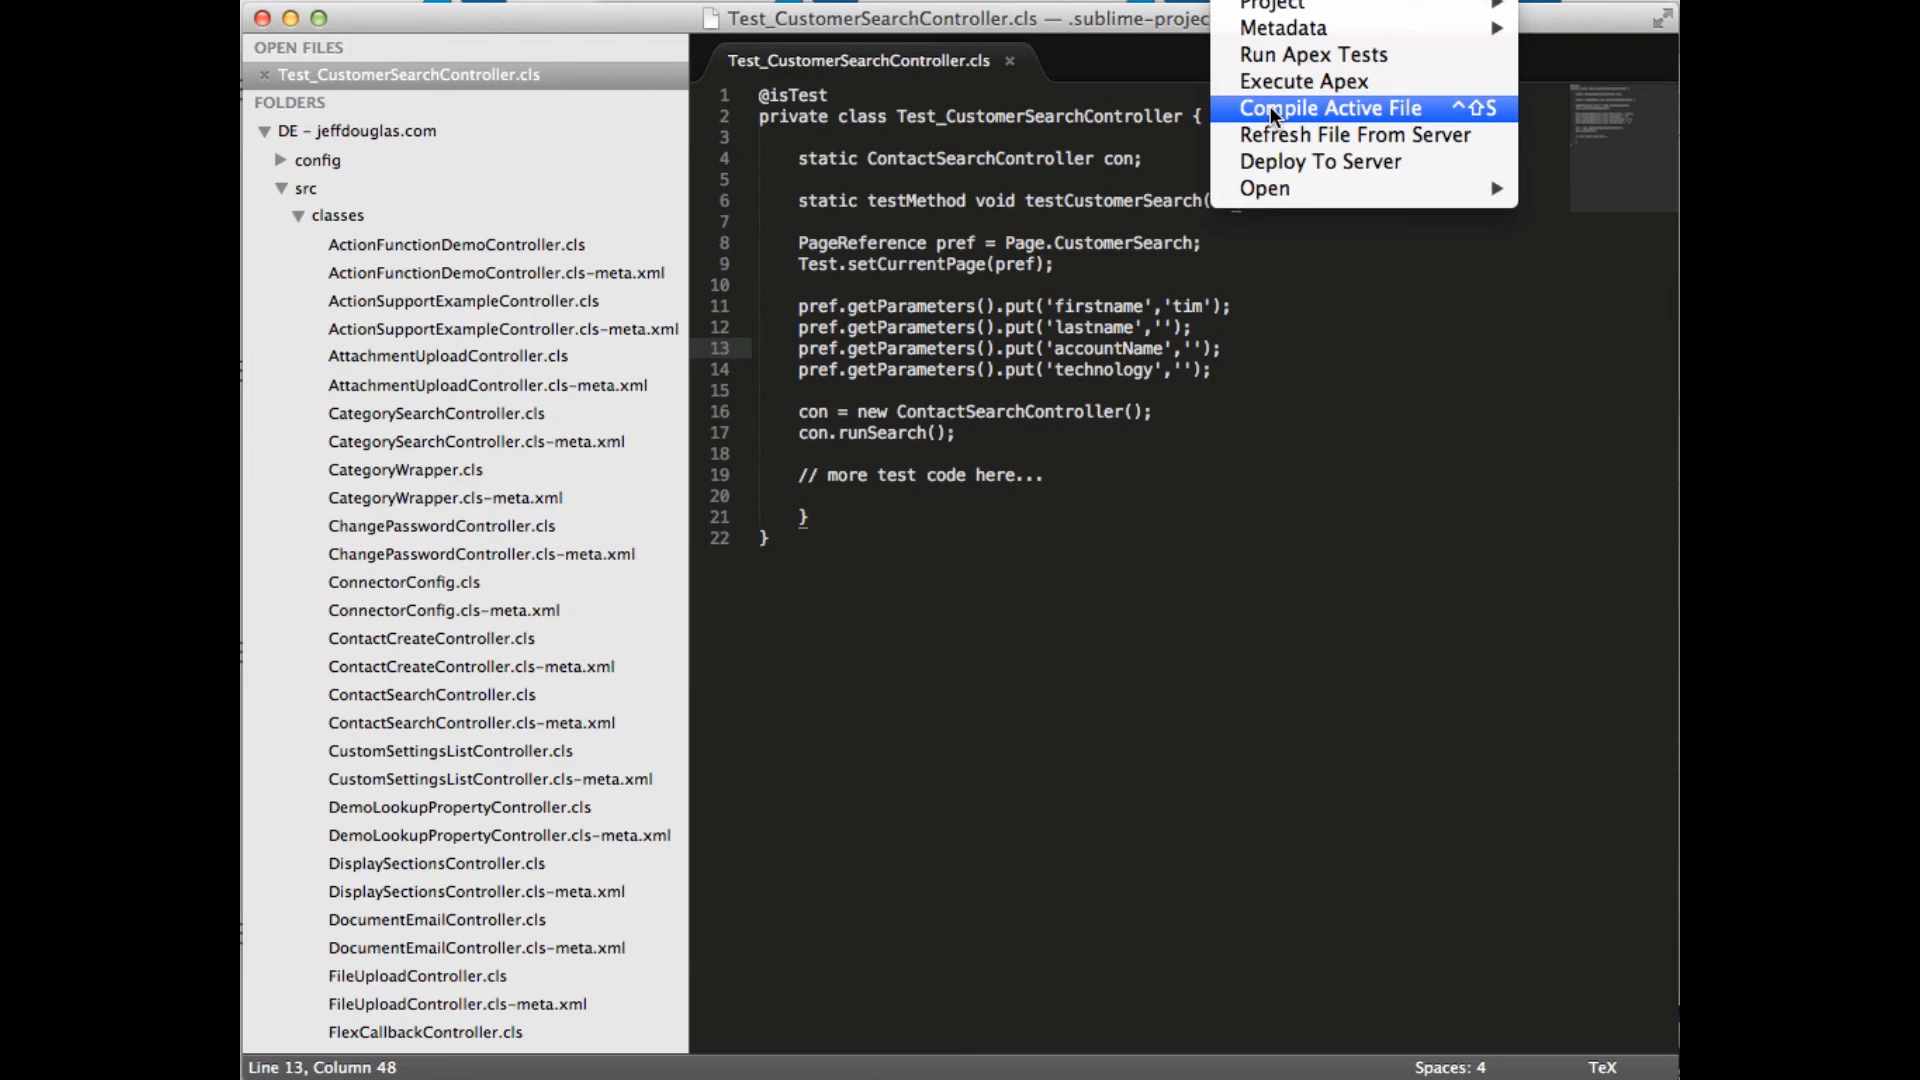 Test_CustomerSearchController.cls — .sublime-projec
OPEN FILES
× Test_CustomerSearchController.cls
FOLDERS
DE - jeffdouglas.com
config
src
classes
ActionFunctionDemoController.cls
ActionFunctionDemoController.cls-meta.xml
ActionSupportExampleController.cls
ActionSupportExampleController.cls-meta.xml
AttachmentUploadController.cls
AttachmentUploadController.cls-meta.xml
CategorySearchController.cls
CategorySearchController.cls-meta.xml
CategoryWrapper.cls
CategoryWrapper.cls-meta.xml
ChangePasswordController.cls
ChangePasswordController.cls-meta.xml
ConnectorConfig.cls
ConnectorConfig.cls-meta.xml
ContactCreateController.cls
ContactCreateController.cls-meta.xml
ContactSearchController.cls
ContactSearchController.cls-meta.xml
CustomSettingsListController.cls
CustomSettingsListController.cls-meta.xml
DemoLookupPropertyController.cls
DemoLookupPropertyController.cls-meta.xml
DisplaySectionsController.cls
DisplaySectionsController.cls-meta.xml
DocumentEmailController.cls
DocumentEmailController.cls-meta.xml
FileUploadController.cls
FileUploadController.cls-meta.xml
FlexCallbackController.cls
Test_CustomerSearchController.cls ×
1 @isTest
2 private class Test_CustomerSearchController {
3
4 static ContactSearchController con;
5
6 static testMethod void testCustomerSearch(
7
8 PageReference pref = Page.CustomerSearch;
9 Test.setCurrentPage(pref);
10
11 pref.getParameters().put('firstname','tim');
12 pref.getParameters().put('lastname','');
13 pref.getParameters().put('accountName','');
14 pref.getParameters().put('technology','');
15
16 con = new ContactSearchController();
17 con.runSearch();
18
19 // more test code here...
20
21 }
22 }
Project
Metadata
Run Apex Tests
Execute Apex
Compile Active File ^⇧S
Refresh File From Server
Deploy To Server
Open
Line 13, Column 48
Spaces: 4
TeX